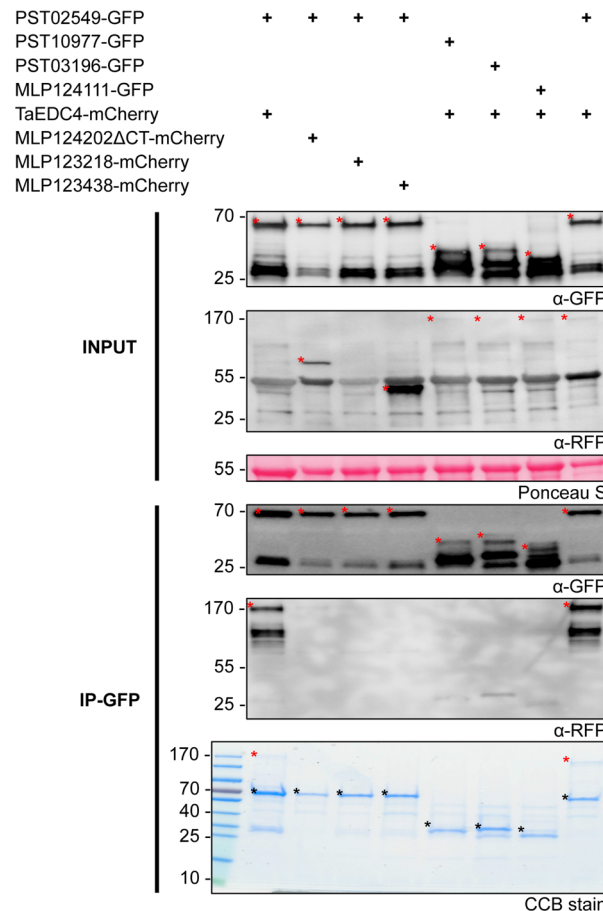 PST02549-GFP + + + + +
PST10977-GFP +
PST03196-GFP +
MLP124111-GFP +
TaEDC4-mCherry + + + + +
MLP124202ΔCT-mCherry +
MLP123218-mCherry +
MLP123438-mCherry +
70 -
25 -
α-GFP
170 -
INPUT
55 -
25 -
α-RFP
55 -
Ponceau S
70 -
25 -
α-GFP
170 -
55 -
IP-GFP
25 -
α-RFP
170 -
70 -
40 -
25 -
10 -
CCB stain